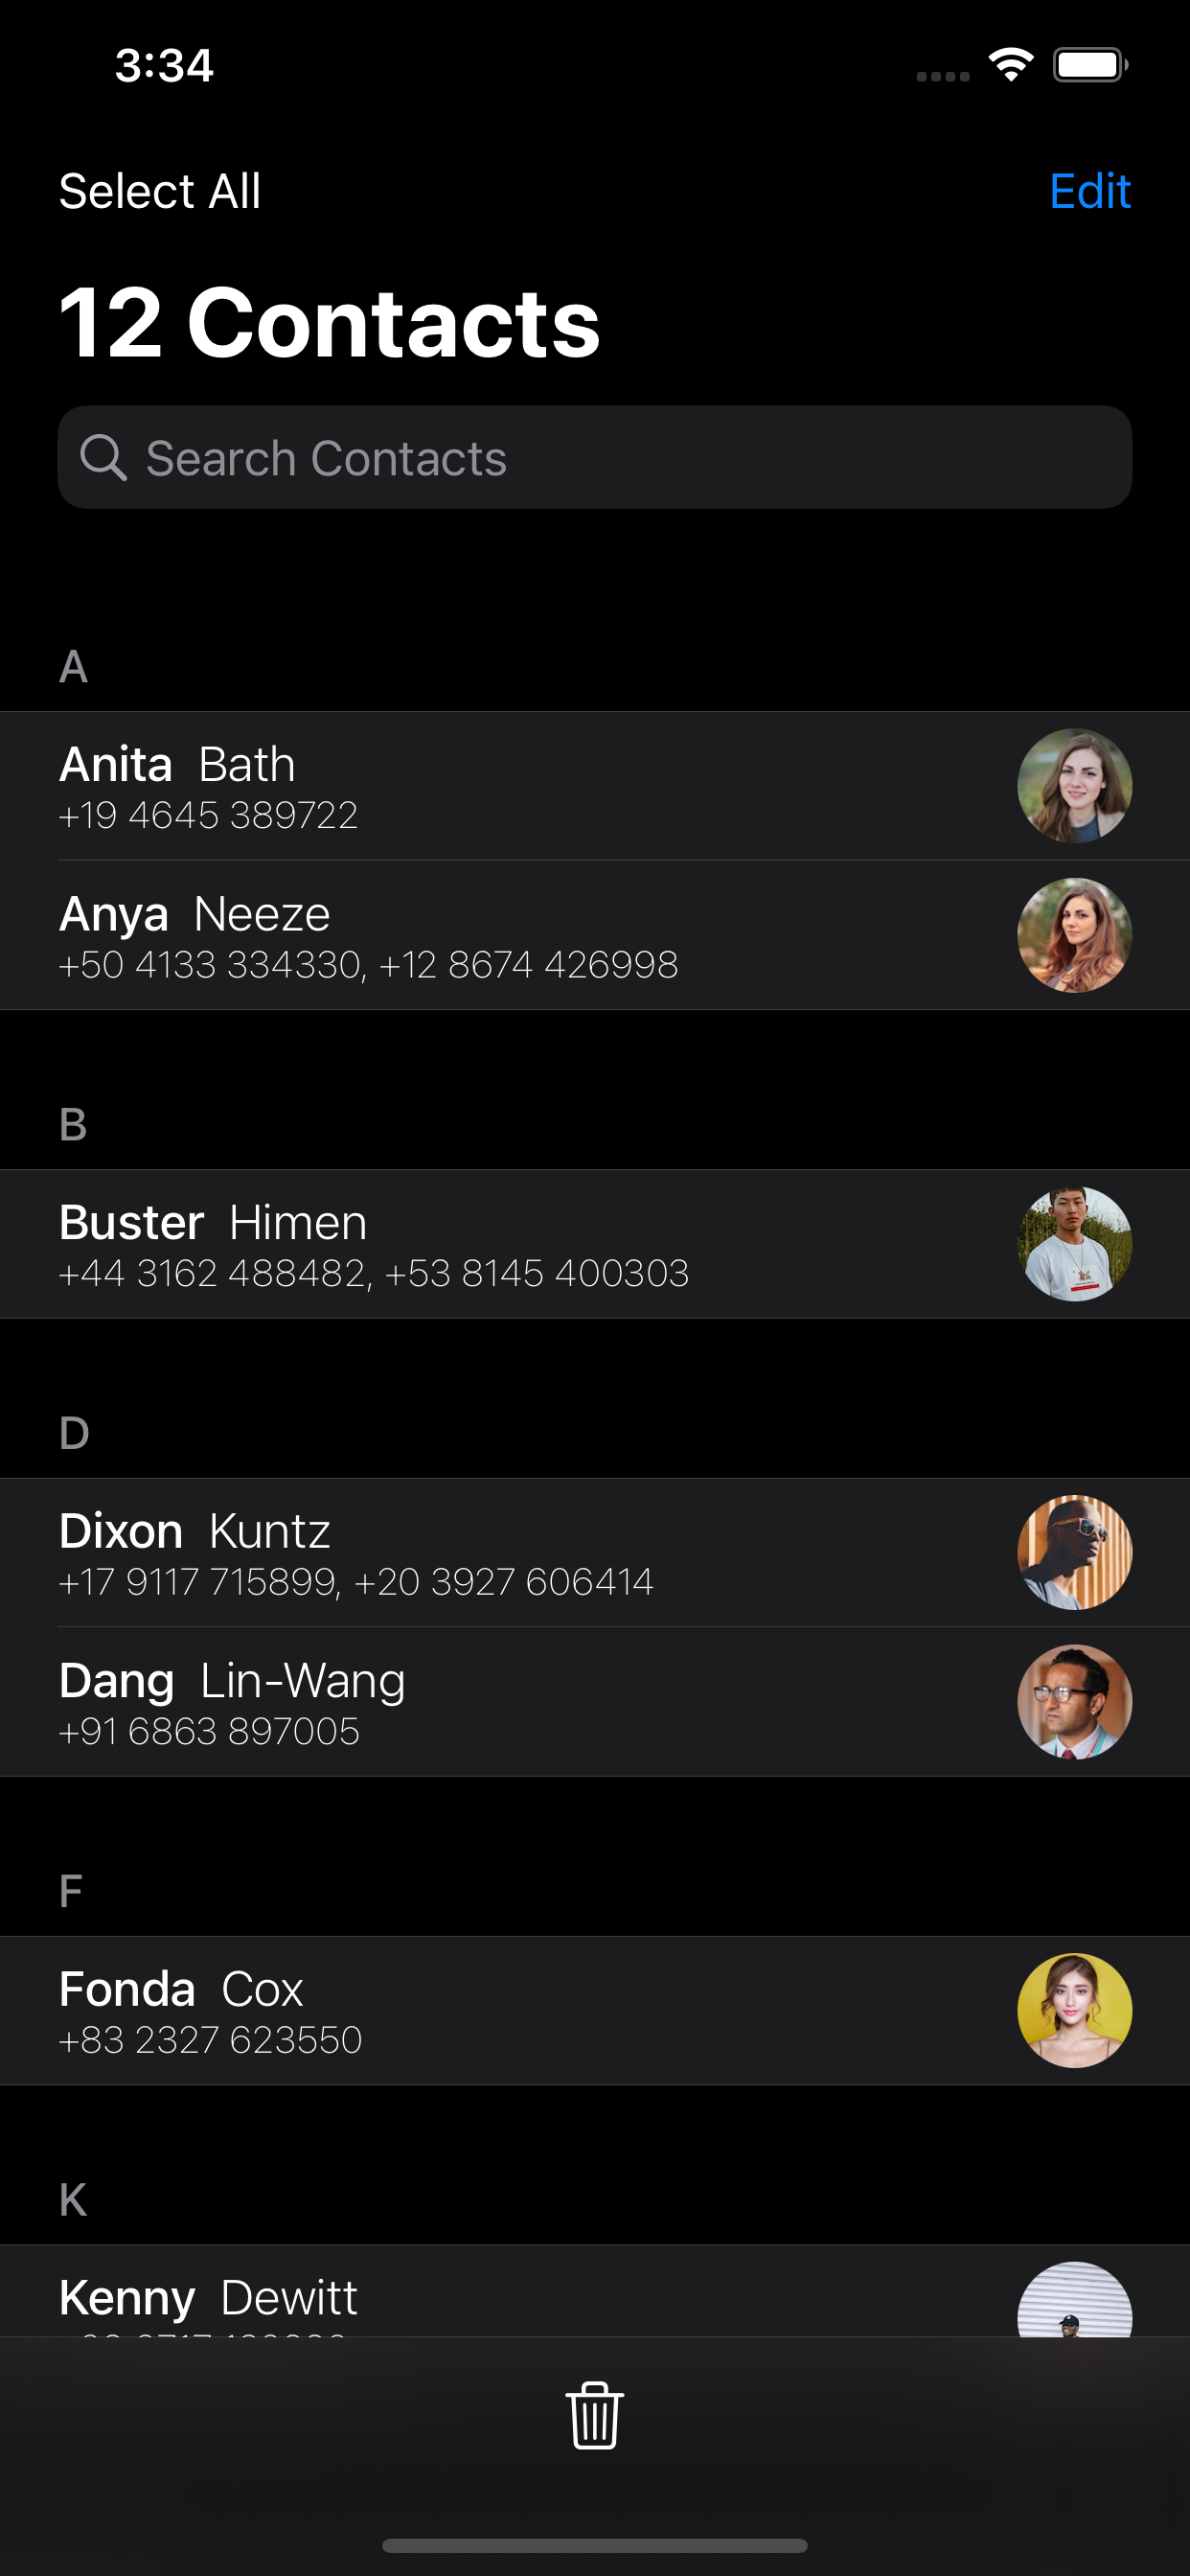 3:34
Select All Edit
12 Contacts
Search Contacts
A
Anita Bath
+19 4645 389722
Anya Neeze
+50 4133 334330, +12 8674 426998
B
Buster Himen
+44 3162 488482, +53 8145 400303
D
Dixon Kuntz
+17 9117 715899, +20 3927 606414
Dang Lin-Wang
+91 6863 897005
F
Fonda Cox
+83 2327 623550
K
Kenny Dewitt